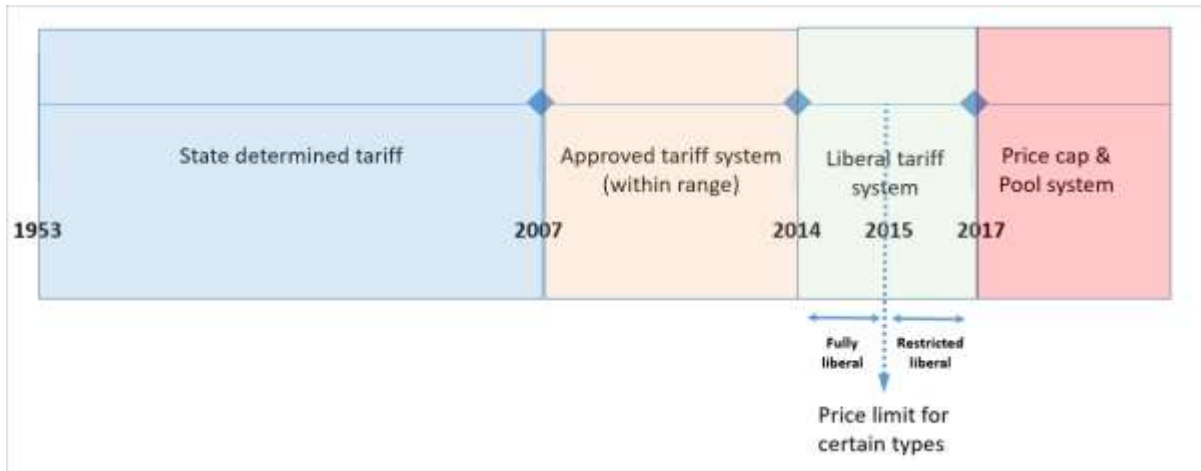 State determined tariff
Approved tariff system
(within range)
Liberal tariff
system
Price cap &
Pool system
1953
2007
2014
2015
2017
Fully
liberal
Restricted
liberal
Price limit for
certain types